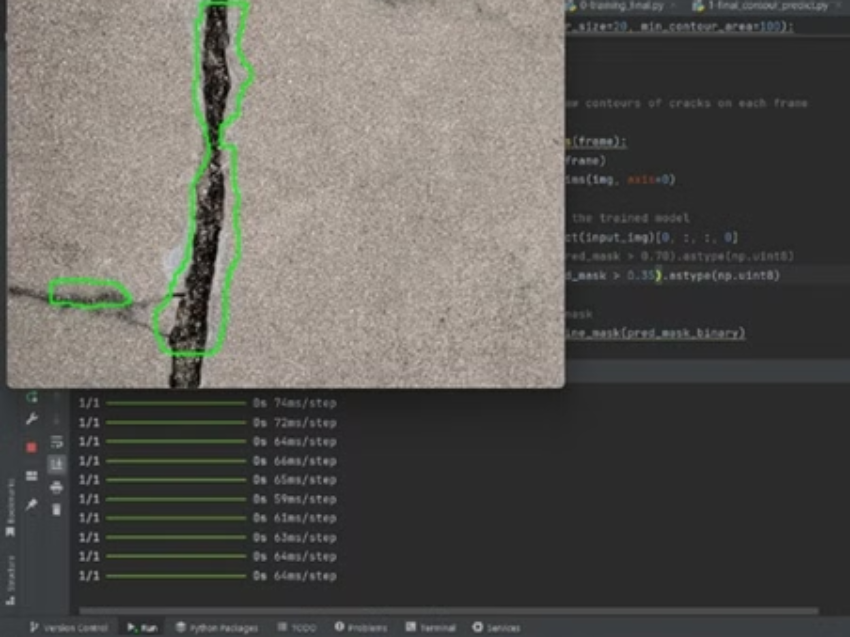 0-training_final.py
1-final_contour_predict.py
r_size=20, min_contour_area=100):
w contours of cracks on each frame
s(frame):
frame)
ims(img, axis=0)
the trained model
ct(input_img)[0, :, :, 0]
red_mask > 0.70).astype(np.uint8)
d_mask > 0.35).astype(np.uint8)
mask
ine_mask(pred_mask_binary)
1/1 0s 74ms/step
1/1 0s 72ms/step
1/1 0s 64ms/step
1/1 0s 66ms/step
1/1 0s 65ms/step
1/1 0s 59ms/step
1/1 0s 61ms/step
1/1 0s 63ms/step
1/1 0s 64ms/step
1/1 0s 64ms/step
Bookmarks
Structure
Version Control Run Python Packages TODO Problems Terminal Services